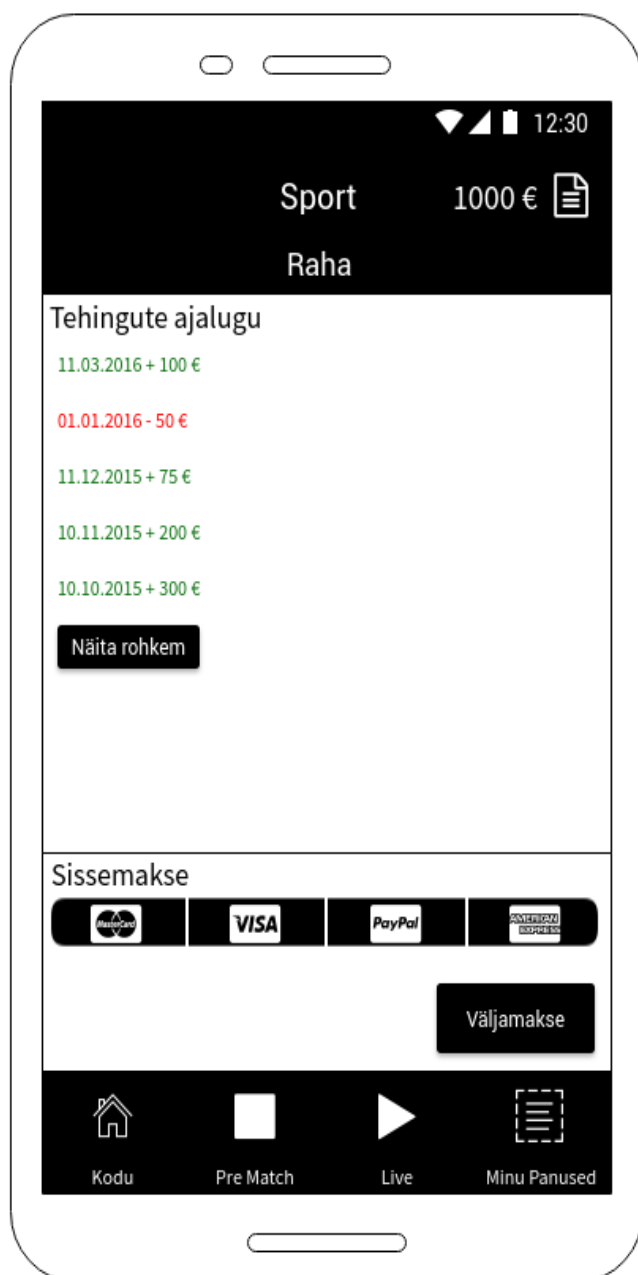 12:30
Sport 1000 €
Raha
Tehingute ajalugu
11.03.2016 + 100 €
01.01.2016 - 50 €
11.12.2015 + 75 €
10.11.2015 + 200 €
10.10.2015 + 300 €
Näita rohkem
Sissemakse
MasterCard VISA PayPal AMERICAN EXPRESS
Väljamakse
Kodu Pre Match Live Minu Panused